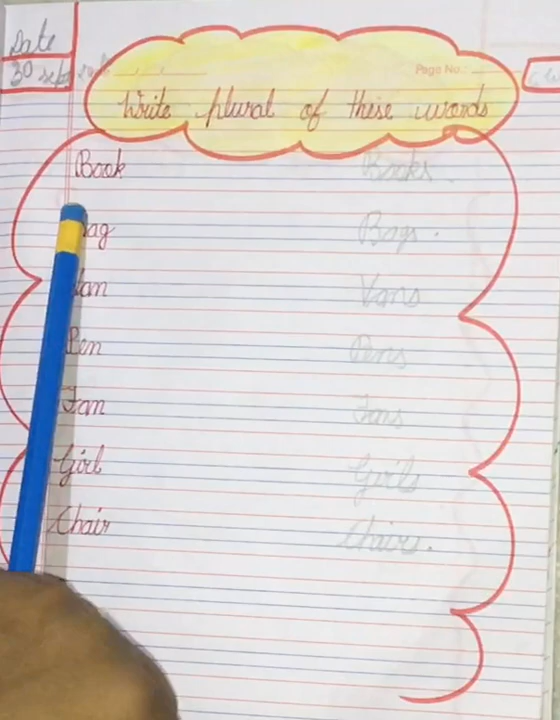 Date
30 sept
Page No.:
Write plural of these words
Book Books.
Bag Bags.
Van Vans
Pen Pens
Fan Fans
Girl Girls
Chair Chairs.